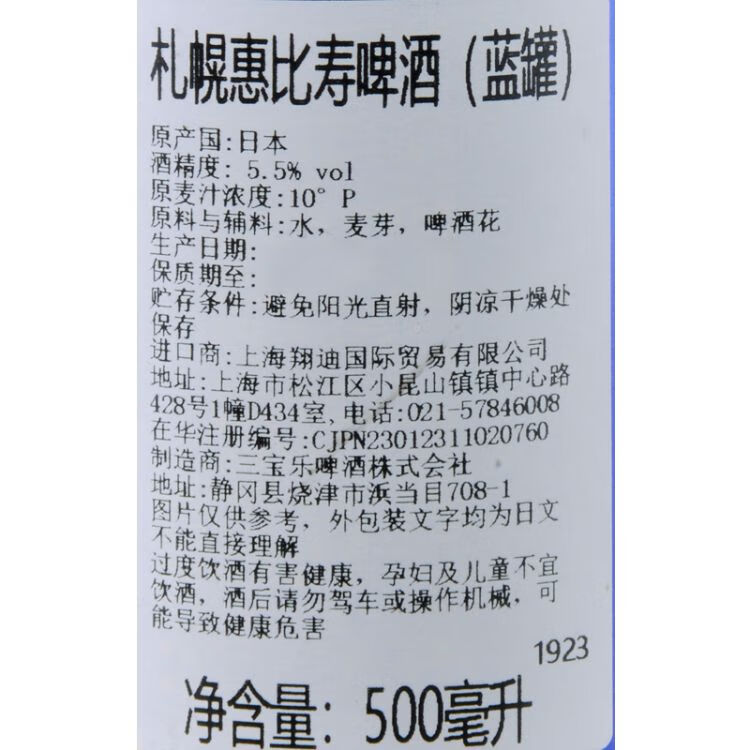 札幌惠比寿啤酒（蓝罐）
原产国:日本
酒精度: 5.5% vol
原麦汁浓度:10° P
原料与辅料:水, 麦芽, 啤酒花
生产日期:
保质期至:
贮存条件:避免阳光直射, 阴凉干燥处
保存
进口商:上海翔迪国际贸易有限公司
地址:上海市松江区小昆山镇镇中心路
428号1幢D434室,电话:021-57846008
在华注册编号:CJPN23012311020760
制造商:三宝乐啤酒株式会社
地址:静冈县烧津市浜当目708-1
图片仅供参考, 外包装文字均为日文
不能直接理解
过度饮酒有害健康, 孕妇及儿童不宜
饮酒, 酒后请勿驾车或操作机械, 可
能导致健康危害
1923
净含量: 500毫升